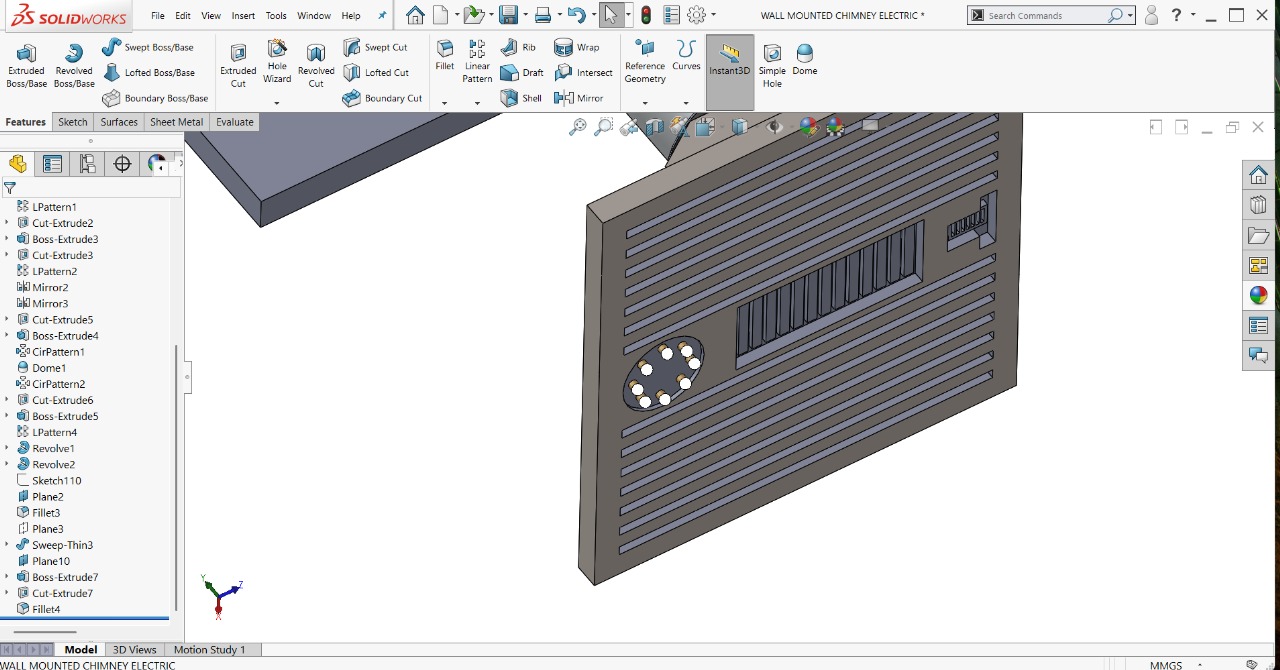 SOLIDWORKS
File Edit View Insert Tools Window Help
WALL MOUNTED CHIMNEY ELECTRIC *
Search Commands
?
Extruded Boss/Base
Revolved Boss/Base
Swept Boss/Base
Lofted Boss/Base
Boundary Boss/Base
Extruded Cut
Hole Wizard
Revolved Cut
Swept Cut
Lofted Cut
Boundary Cut
Fillet
Linear Pattern
Rib
Draft
Shell
Wrap
Intersect
Mirror
Reference Geometry
Curves
Instant3D
Simple Hole
Dome
Features Sketch Surfaces Sheet Metal Evaluate
LPattern1
Cut-Extrude2
Boss-Extrude3
Cut-Extrude3
LPattern2
Mirror2
Mirror3
Cut-Extrude5
Boss-Extrude4
CirPattern1
Dome1
CirPattern2
Cut-Extrude6
Boss-Extrude5
LPattern4
Revolve1
Revolve2
Sketch110
Plane2
Fillet3
Plane3
Sweep-Thin3
Plane10
Boss-Extrude7
Cut-Extrude7
Fillet4
Y Z
X
Model 3D Views Motion Study 1
WALL MOUNTED CHIMNEY ELECTRIC
MMGS